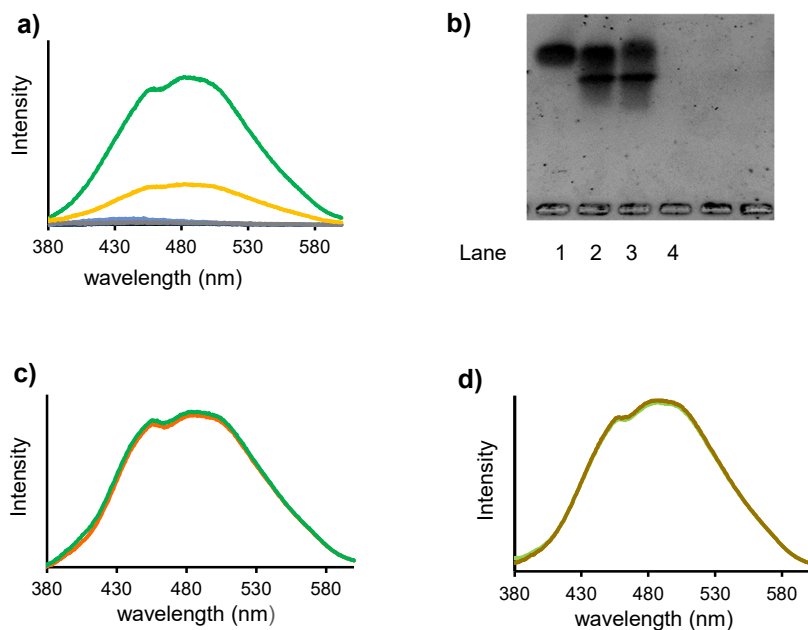 a)
Intensity
380 430 480 530 580
wavelength (nm)
b)
Lane 1 2 3 4
c)
Intensity
380 430 480 530 580
wavelength (nm)
d)
Intensity
380 430 480 530 580
wavelength (nm)